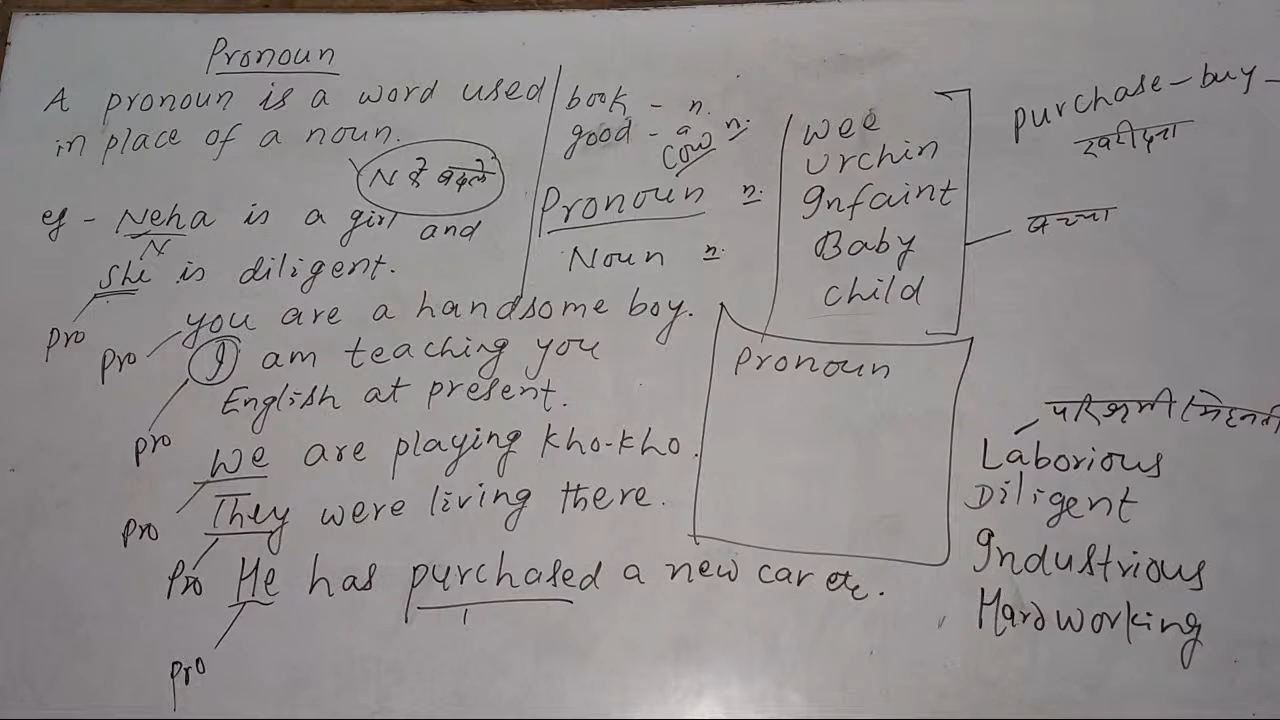 Pronoun
A pronoun is a word used
in place of a noun.
N के बदले
eg - Neha is a girl and
N
She is diligent.
pro
you are a handsome boy.
pro
I am teaching you
English at present.
pro
We are playing kho-kho.
pro
They were living there.
pro
He has purchased a new car etc.
pro
book - n.
good - a
cow n.
Pronoun n.
Noun n.
wee
Urchin
Infaint
Baby
child
बच्चा
purchase - buy -
खरीदना
Pronoun
परिश्रमी / मेहनती
Laborious
Diligent
Industrious
Hardworking